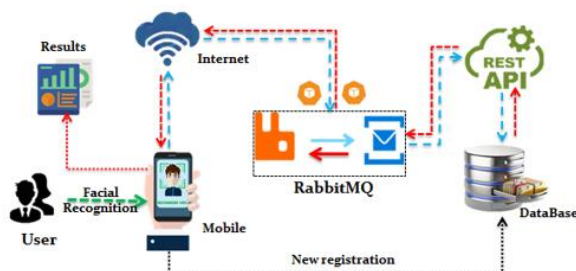 Results
Internet
REST
API
RabbitMQ
Facial
Recognition
User
Mobile
DataBase
New registration